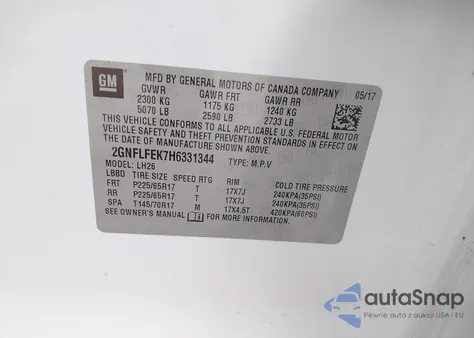 GM
MFD BY GENERAL MOTORS OF CANADA COMPANY
05/17
GVWR GAWR FRT GAWR RR
2300 KG 1175 KG 1240 KG
5070 LB 2590 LB 2733 LB
THIS VEHICLE CONFORMS TO ALL APPLICABLE U.S. FEDERAL MOTOR
VEHICLE SAFETY AND THEFT PREVENTION STANDARDS IN EFFECT ON
THE DATE OF MANUFACTURE SHOWN ABOVE.
2GNFLFEK7H6331344 TYPE: M.P.V
MODEL: LH26
LBBD TIRE SIZE SPEED RTG RIM COLD TIRE PRESSURE
FRT P225/65R17 T 17X7J 240KPA(35PSI)
RR P225/65R17 T 17X7J 240KPA(35PSI)
SPA T145/70R17 M 17X4.5T 420KPA(60PSI)
SEE OWNER'S MANUAL FOR MORE INFORMATION.
autoSnap
Pewne auta z USA i EU